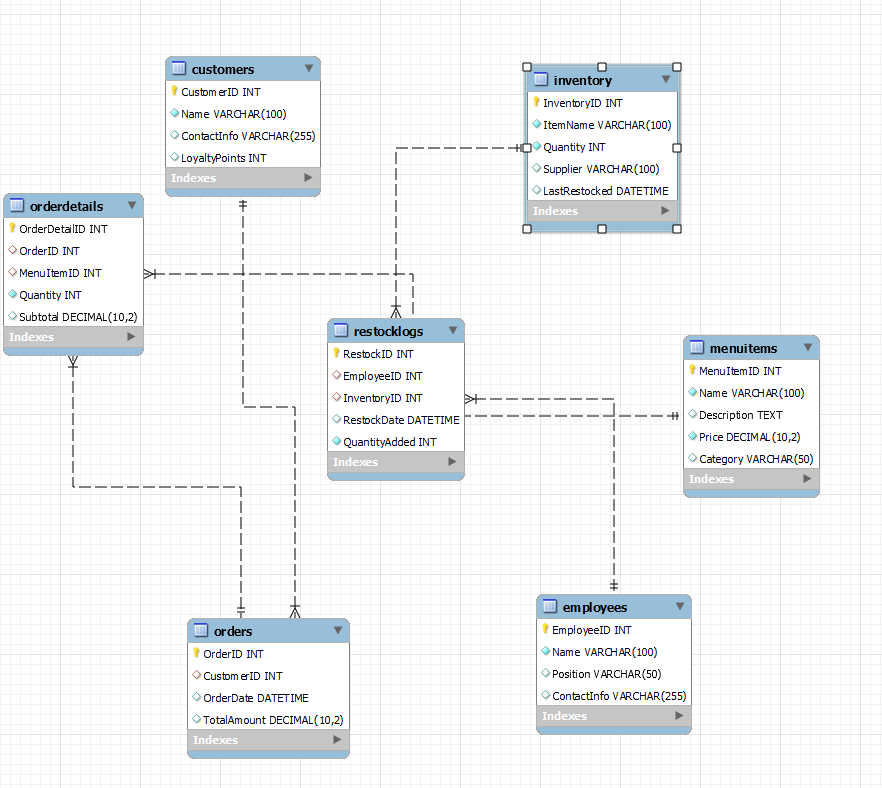 customers
CustomerID INT
Name VARCHAR(100)
ContactInfo VARCHAR(255)
LoyaltyPoints INT
Indexes
inventory
InventoryID INT
ItemName VARCHAR(100)
Quantity INT
Supplier VARCHAR(100)
LastRestocked DATETIME
Indexes
orderdetails
OrderDetailID INT
OrderID INT
MenuItemID INT
Quantity INT
Subtotal DECIMAL(10,2)
Indexes
restocklogs
RestockID INT
EmployeeID INT
InventoryID INT
RestockDate DATETIME
QuantityAdded INT
Indexes
menuitems
MenuItemID INT
Name VARCHAR(100)
Description TEXT
Price DECIMAL(10,2)
Category VARCHAR(50)
Indexes
orders
OrderID INT
CustomerID INT
OrderDate DATETIME
TotalAmount DECIMAL(10,2)
Indexes
employees
EmployeeID INT
Name VARCHAR(100)
Position VARCHAR(50)
ContactInfo VARCHAR(255)
Indexes